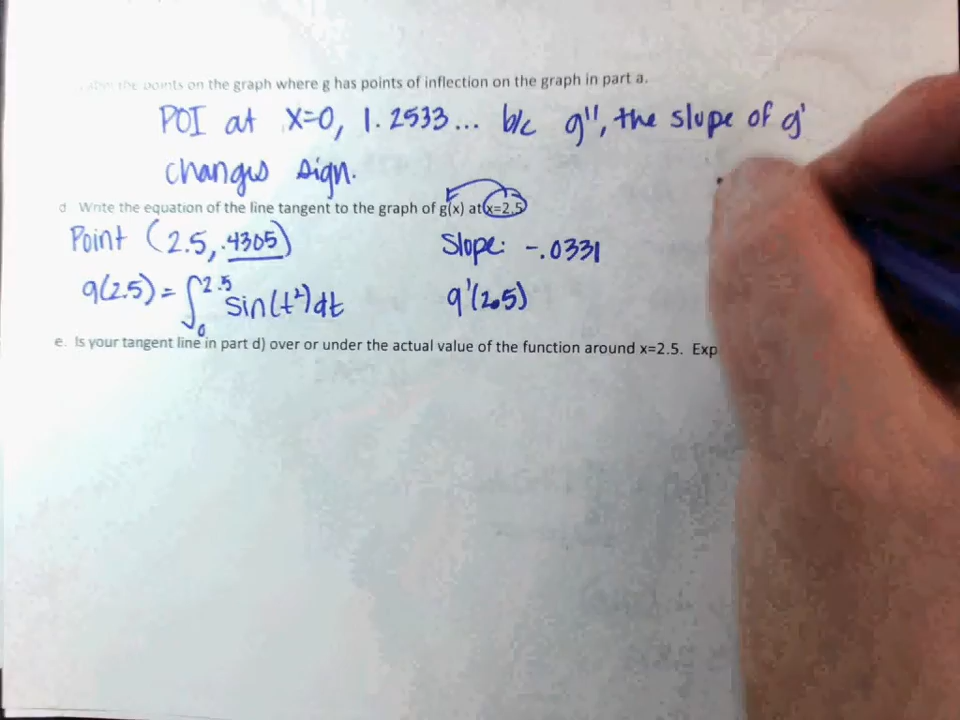 the points on the graph where g has points of inflection on the graph in part a.
POI at x=0, 1.2533... b/c g'', the slope of g'
changes sign.
d Write the equation of the line tangent to the graph of g(x) at x=2.5
Point (2.5, .4305) Slope: -.0331
g(2.5) = ∫₀^2.5 sin(t²)dt g'(2.5)
e. Is your tangent line in part d) over or under the actual value of the function around x=2.5. Exp